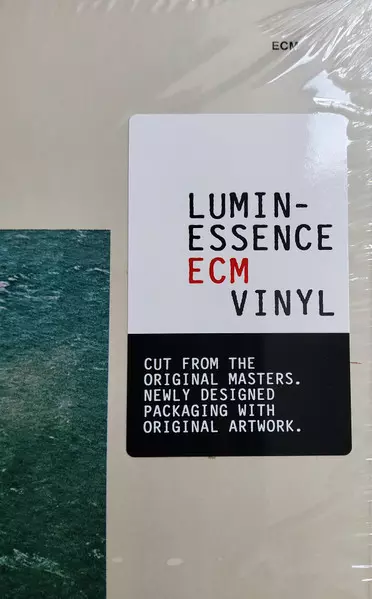 ECM
LUMIN-
ESSENCE
ECM
VINYL
CUT FROM THE
ORIGINAL MASTERS.
NEWLY DESIGNED
PACKAGING WITH
ORIGINAL ARTWORK.